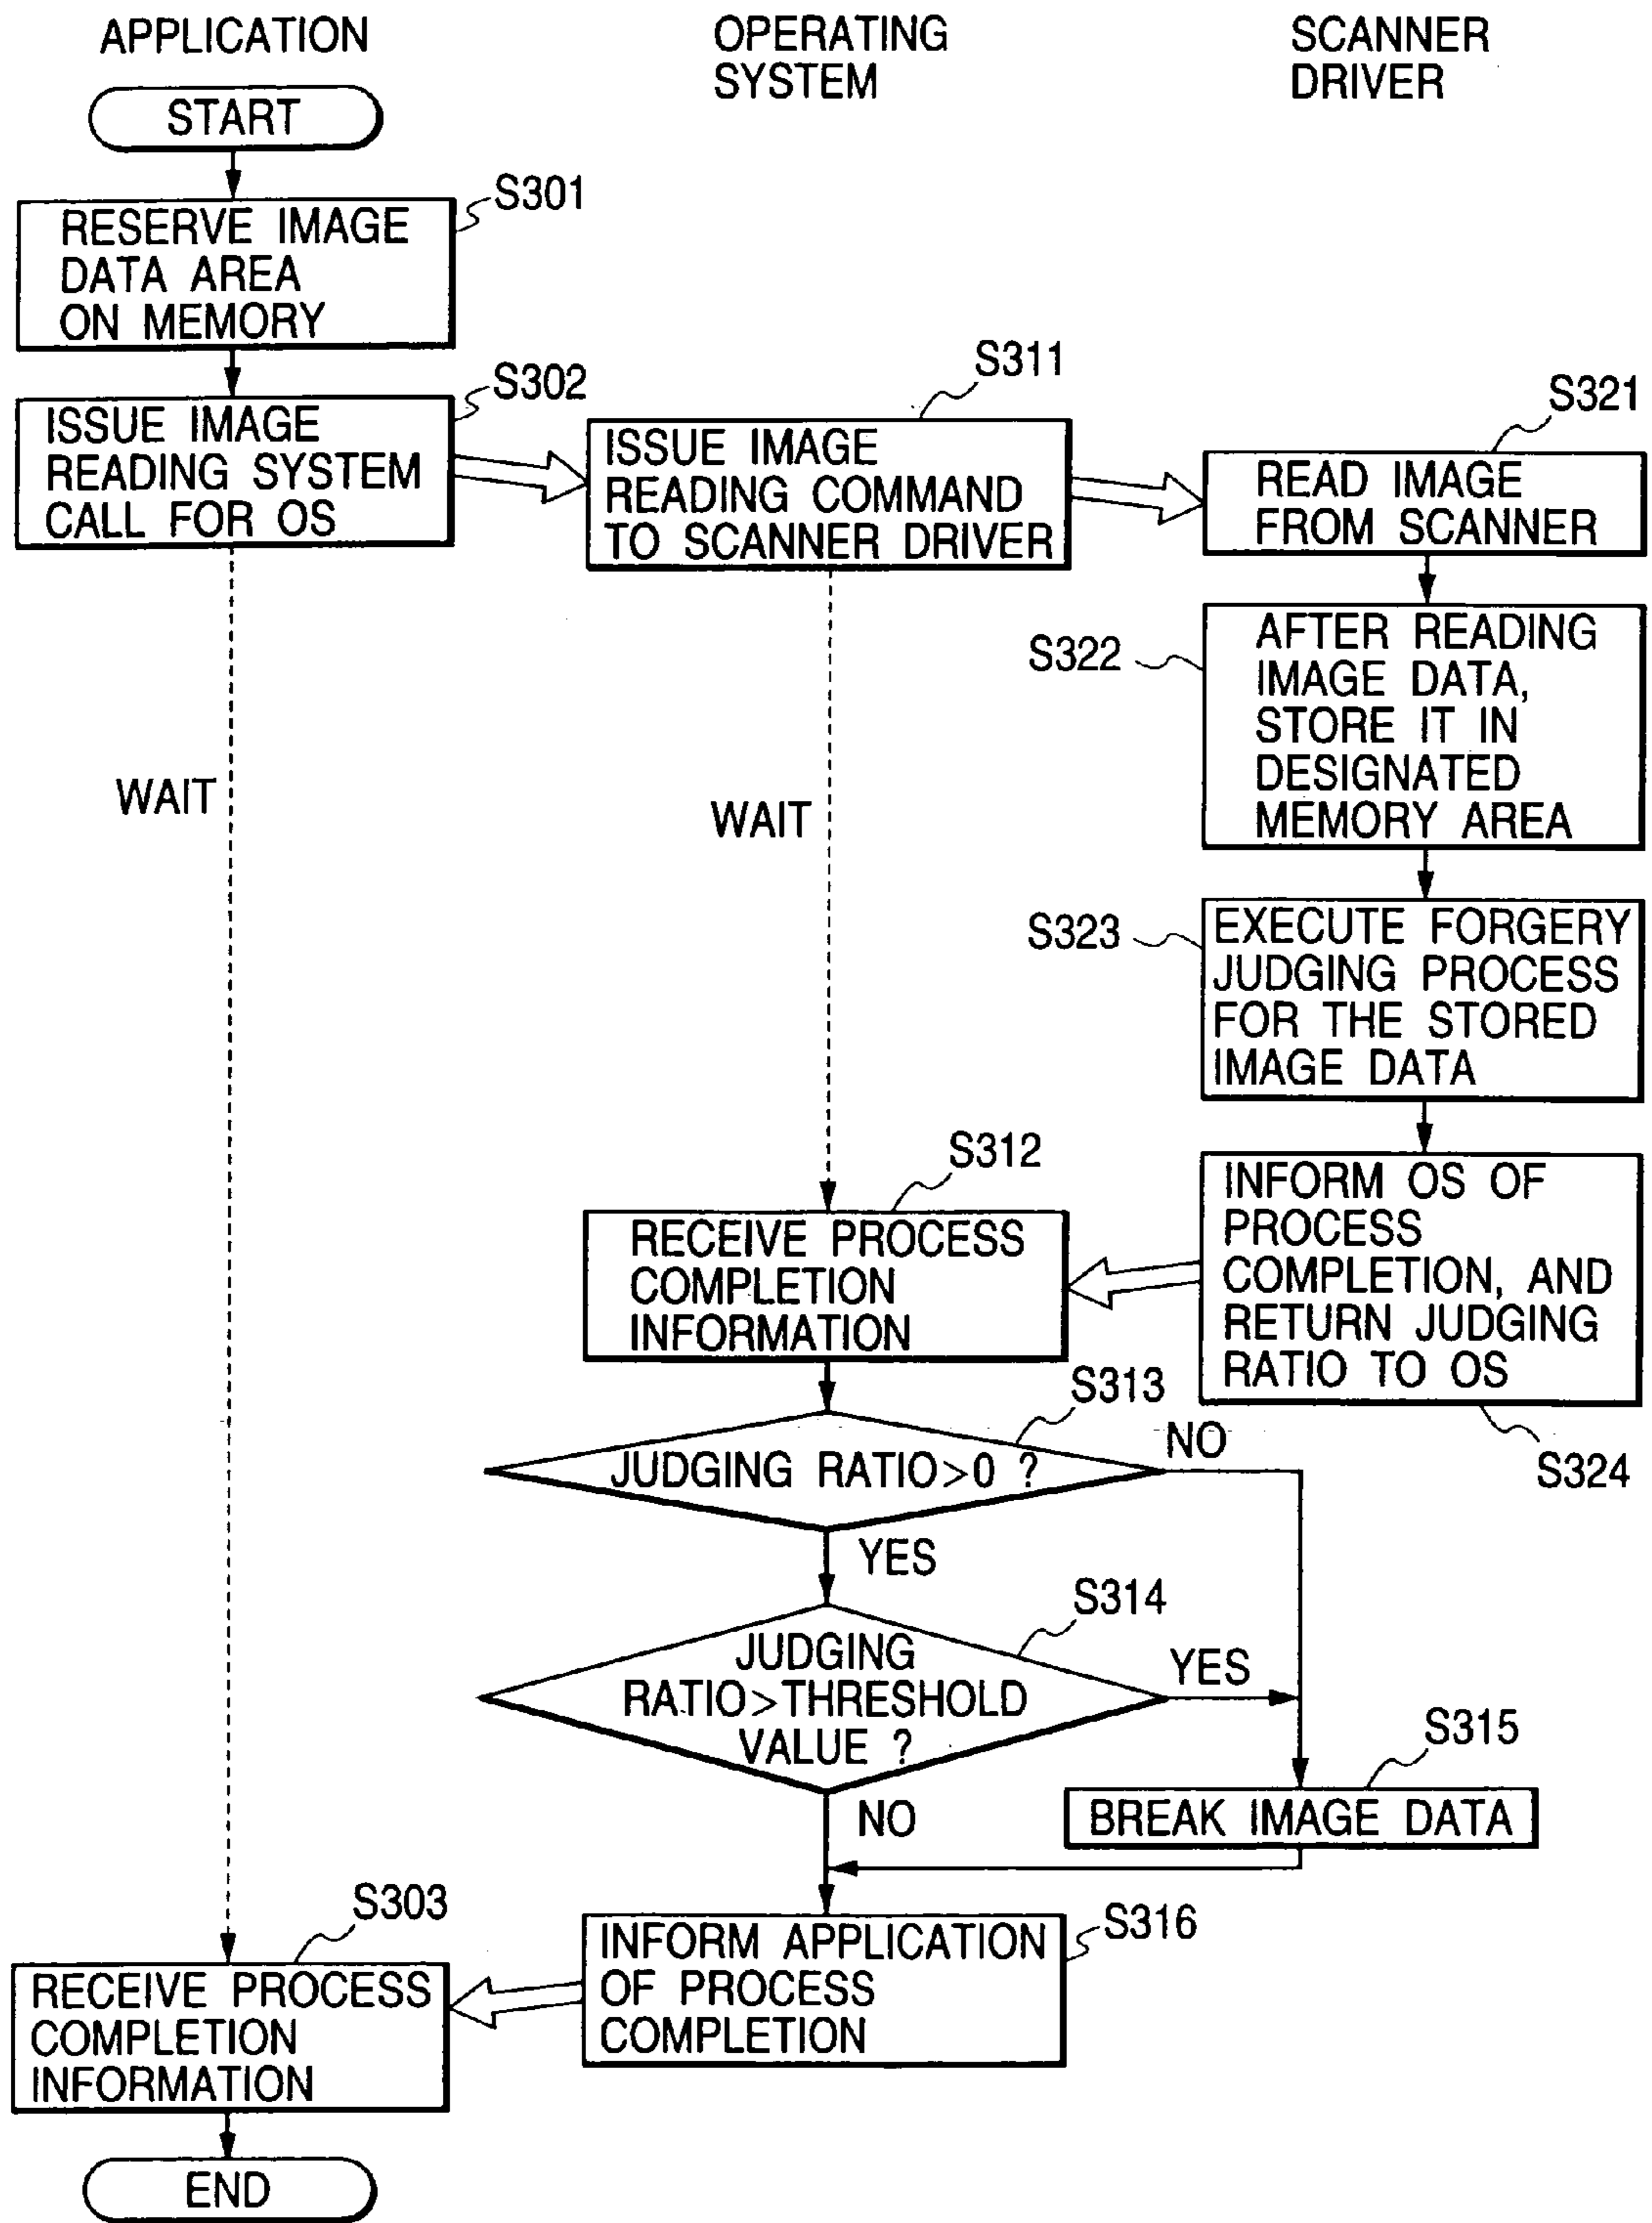 APPLICATION
OPERATING
SYSTEM
SCANNER
DRIVER
START
S301
RESERVE IMAGE
DATA AREA
ON MEMORY
S302
ISSUE IMAGE
READING SYSTEM
CALL FOR OS
S311
ISSUE IMAGE
READING COMMAND
TO SCANNER DRIVER
S321
READ IMAGE
FROM SCANNER
S322
AFTER READING
IMAGE DATA,
STORE IT IN
DESIGNATED
MEMORY AREA
WAIT
WAIT
S323
EXECUTE FORGERY
JUDGING PROCESS
FOR THE STORED
IMAGE DATA
S312
RECEIVE PROCESS
COMPLETION
INFORMATION
INFORM OS OF
PROCESS
COMPLETION, AND
RETURN JUDGING
RATIO TO OS
S324
S313
JUDGING RATIO>0 ?
NO
YES
S314
JUDGING
RATIO>THRESHOLD
VALUE ?
YES
NO
S315
BREAK IMAGE DATA
S316
INFORM APPLICATION
OF PROCESS
COMPLETION
S303
RECEIVE PROCESS
COMPLETION
INFORMATION
END